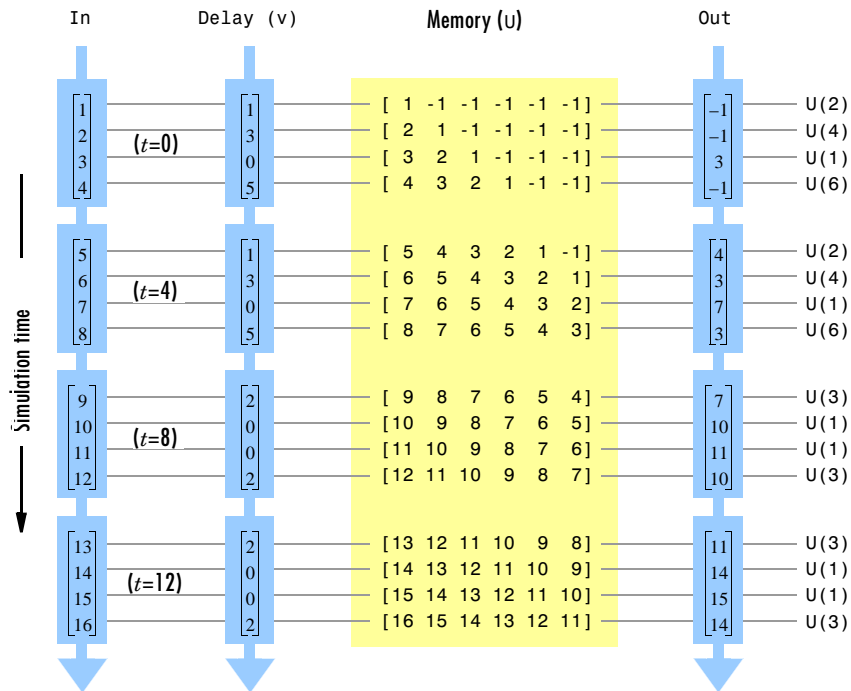 In Delay (v) Memory (U) Out
1 1 [ 1 -1 -1 -1 -1 -1] –1 U(2)
2 3 [ 2 1 -1 -1 -1 -1] –1 U(4)
(t=0)
3 0 [ 3 2 1 -1 -1 -1] 3 U(1)
4 5 [ 4 3 2 1 -1 -1] –1 U(6)
5 1 [ 5 4 3 2 1 -1] 4 U(2)
6 3 [ 6 5 4 3 2 1] 3 U(4)
(t=4)
7 0 [ 7 6 5 4 3 2] 7 U(1)
8 5 [ 8 7 6 5 4 3] 3 U(6)
Simulation time
9 2 [ 9 8 7 6 5 4] 7 U(3)
10 0 [10 9 8 7 6 5] 10 U(1)
(t=8)
11 0 [11 10 9 8 7 6] 11 U(1)
12 2 [12 11 10 9 8 7] 10 U(3)
13 2 [13 12 11 10 9 8] 11 U(3)
14 0 [14 13 12 11 10 9] 14 U(1)
(t=12)
15 0 [15 14 13 12 11 10] 15 U(1)
16 2 [16 15 14 13 12 11] 14 U(3)